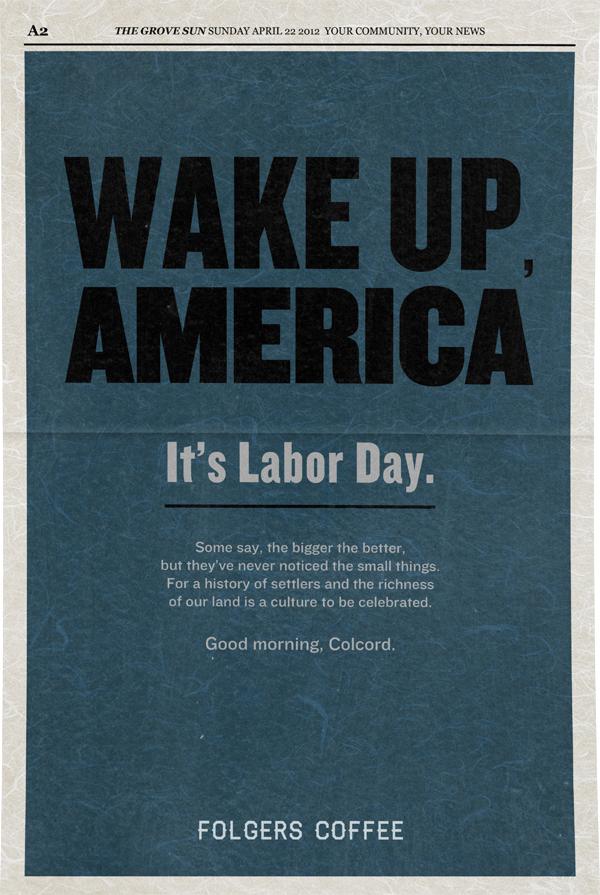 A2 THE GROVE SUN SUNDAY APRIL 22 2012 YOUR COMMUNITY, YOUR NEWS
WAKE UP,
AMERICA
It's Labor Day.
Some say, the bigger the better,
but they've never noticed the small things.
For a history of settlers and the richness
of our land is a culture to be celebrated.
Good morning, Colcord.
FOLGERS COFFEE